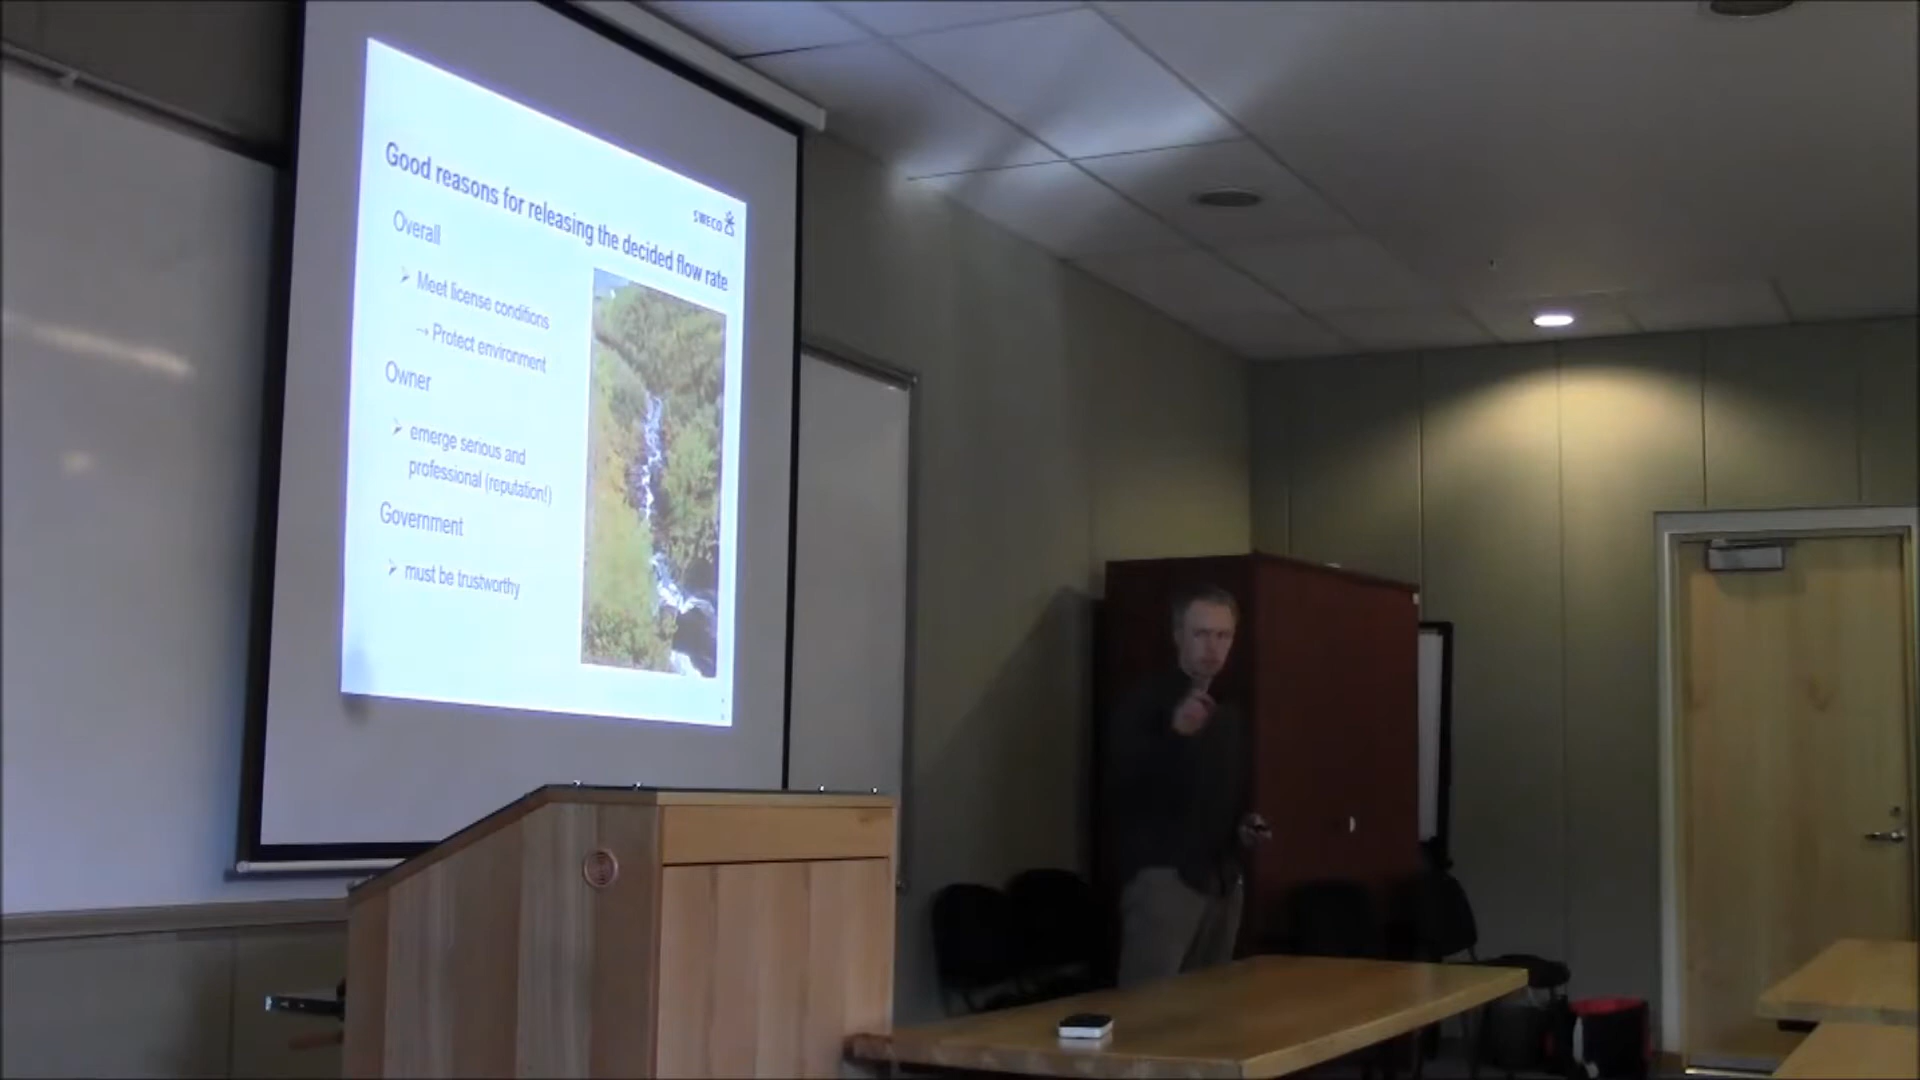 Good reasons for releasing the decided flow rate
SWECO
Overall
➢ Meet license conditions
→ Protect environment
Owner
➢ emerge serious and
professional (reputation!)
Government
➢ must be trustworthy